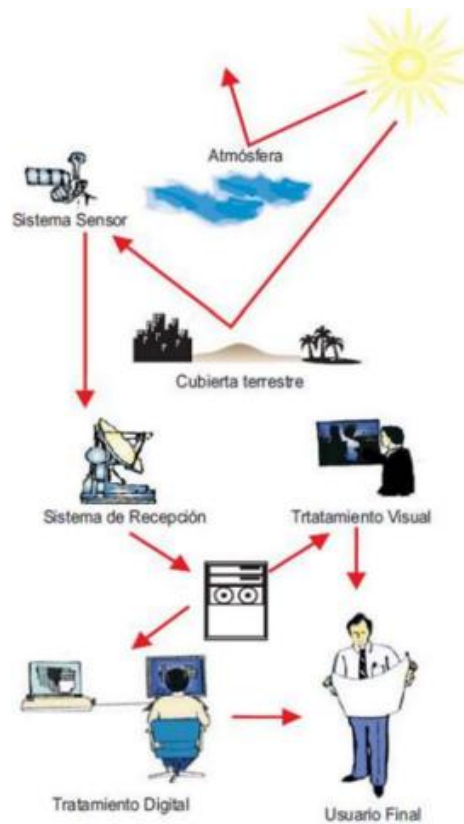 Atmósfera
Sistema Sensor
Cubierta terrestre
Sistema de Recepción
Trtatamiento Visual
Tratamiento Digital
Usuario Final